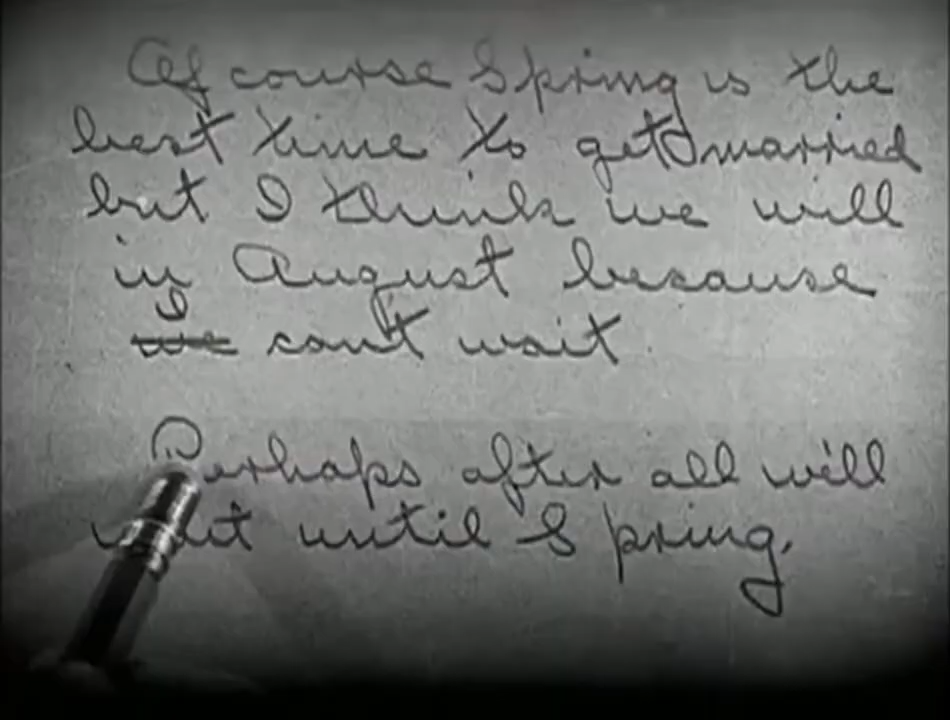 Of course Spring is the
best time to get married
but I think we will
in August because
I
we can't wait
Perhaps after all will
wait until Spring.